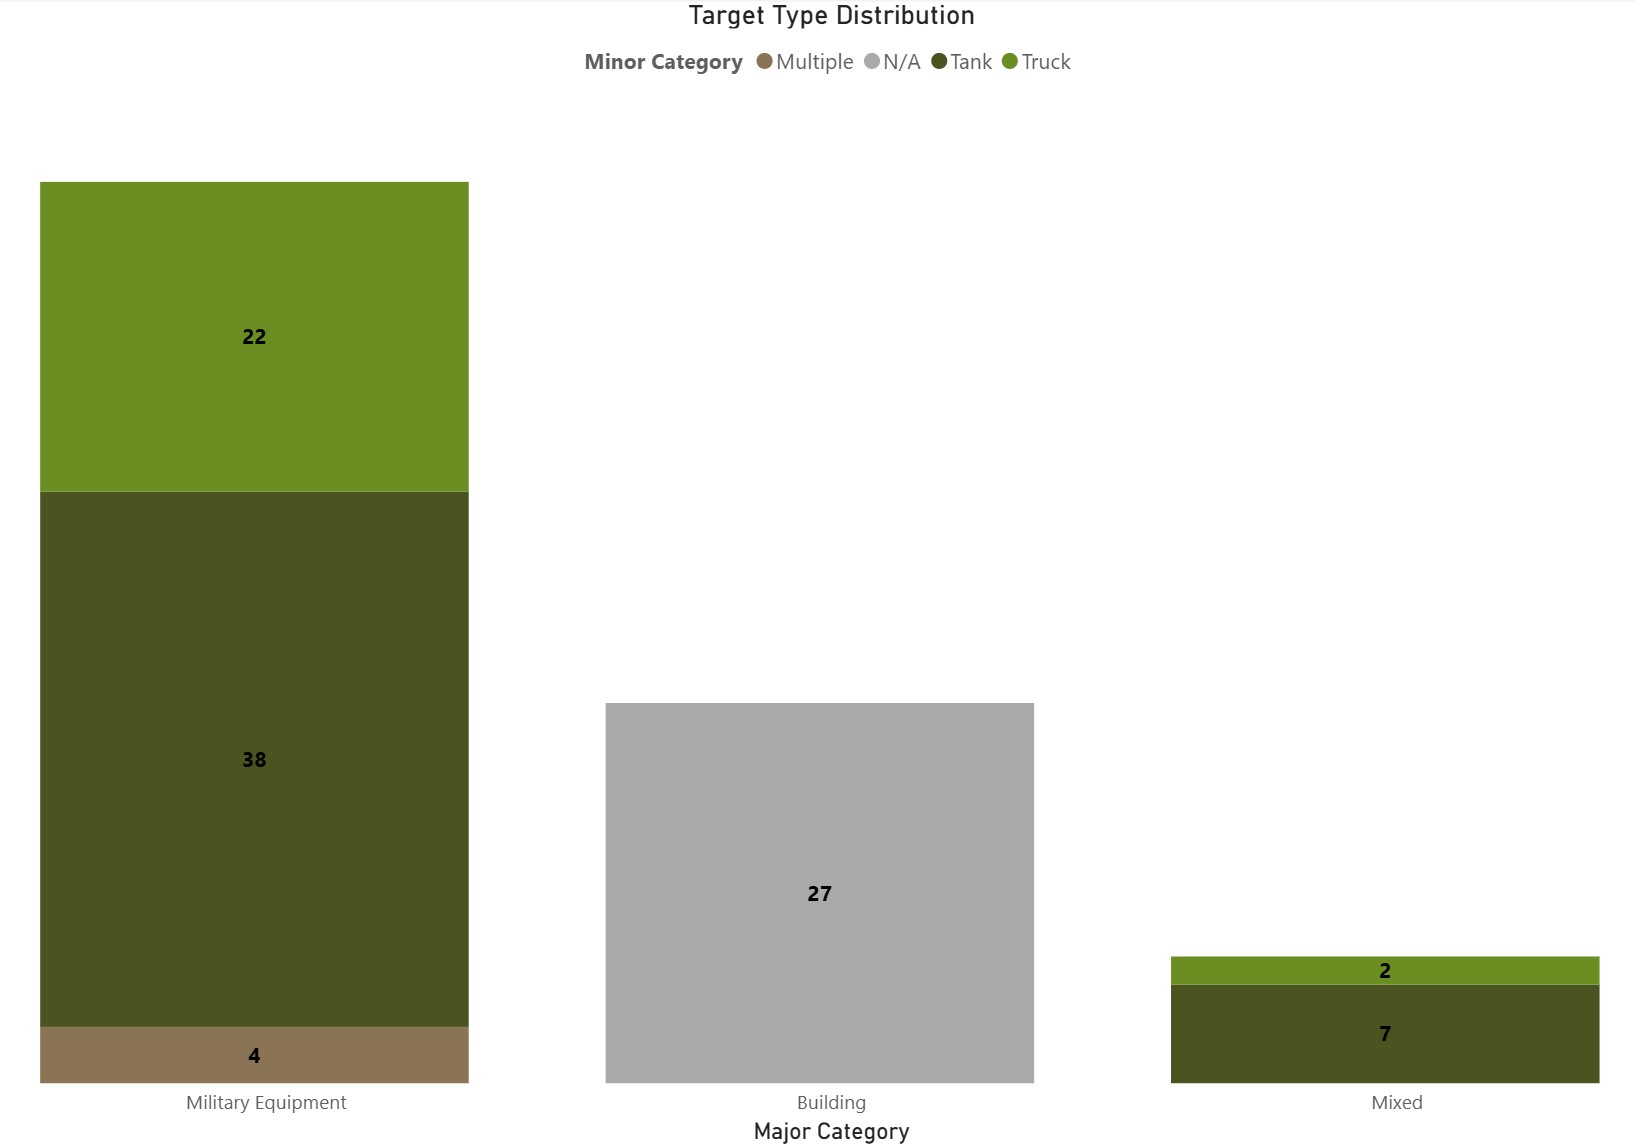 Target Type Distribution
Minor Category Multiple N/A Tank Truck
22
38
4
27
2
7
Military Equipment Building Mixed
Major Category